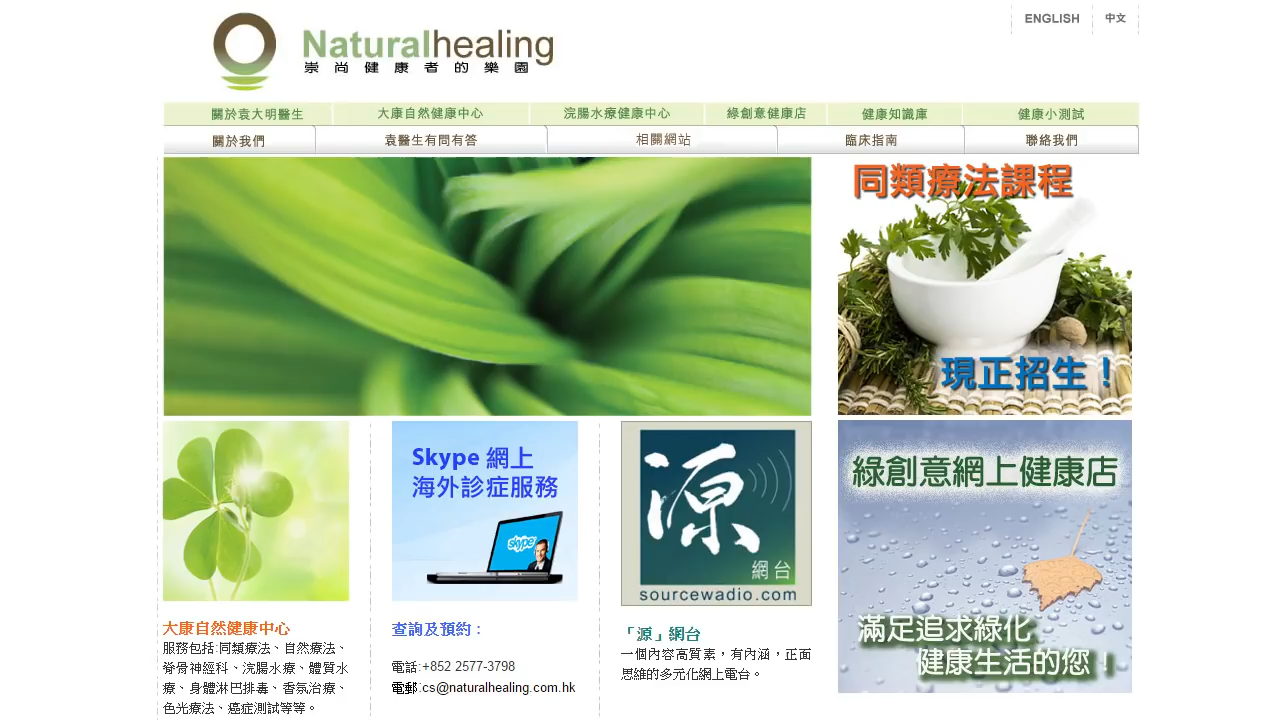 ENGLISH 中文
Naturalhealing
崇尚健康者的樂園
關於袁大明醫生 大康自然健康中心 浣腸水療健康中心 綠創意健康店 健康知識庫 健康小測試
關於我們 袁醫生有問有答 相關網站 臨床指南 聯絡我們
同類療法課程
現正招生！
Skype 網上
海外診症服務
skype
源
網台
sourcewadio.com
綠創意網上健康店
滿足追求綠化
健康生活的您！
大康自然健康中心
服務包括:同類療法、自然療法、
脊骨神經科、浣腸水療、體質水
療、身體淋巴排毒、香氛治療、
色光療法、癌症測試等等。
查詢及預約：
電話:+852 2577-3798
電郵:cs@naturalhealing.com.hk
「源」網台
一個內容高質素，有內涵，正面
思維的多元化網上電台。